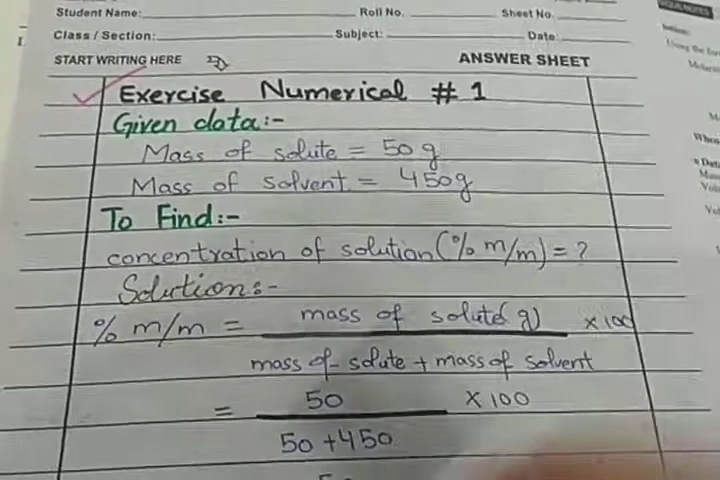 Student Name: Roll No. Sheet No.
Class / Section: Subject: Date:
START WRITING HERE ANSWER SHEET
Exercise Numerical # 1
Given data:-
Mass of solute = 50 g
Mass of solvent = 450g
To Find:-
concentration of solution (% m/m) = ?
Solution:-
% m/m = mass of solute(g) × 100
mass of solute + mass of solvent
= 50 × 100
50 + 450